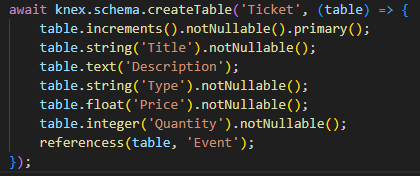 await knex.schema.createTable('Ticket', (table) => {
table.increments().notNullable().primary();
table.string('Title').notNullable();
table.text('Description');
table.string('Type').notNullable();
table.float('Price').notNullable();
table.integer('Quantity').notNullable();
referencess(table, 'Event');
});